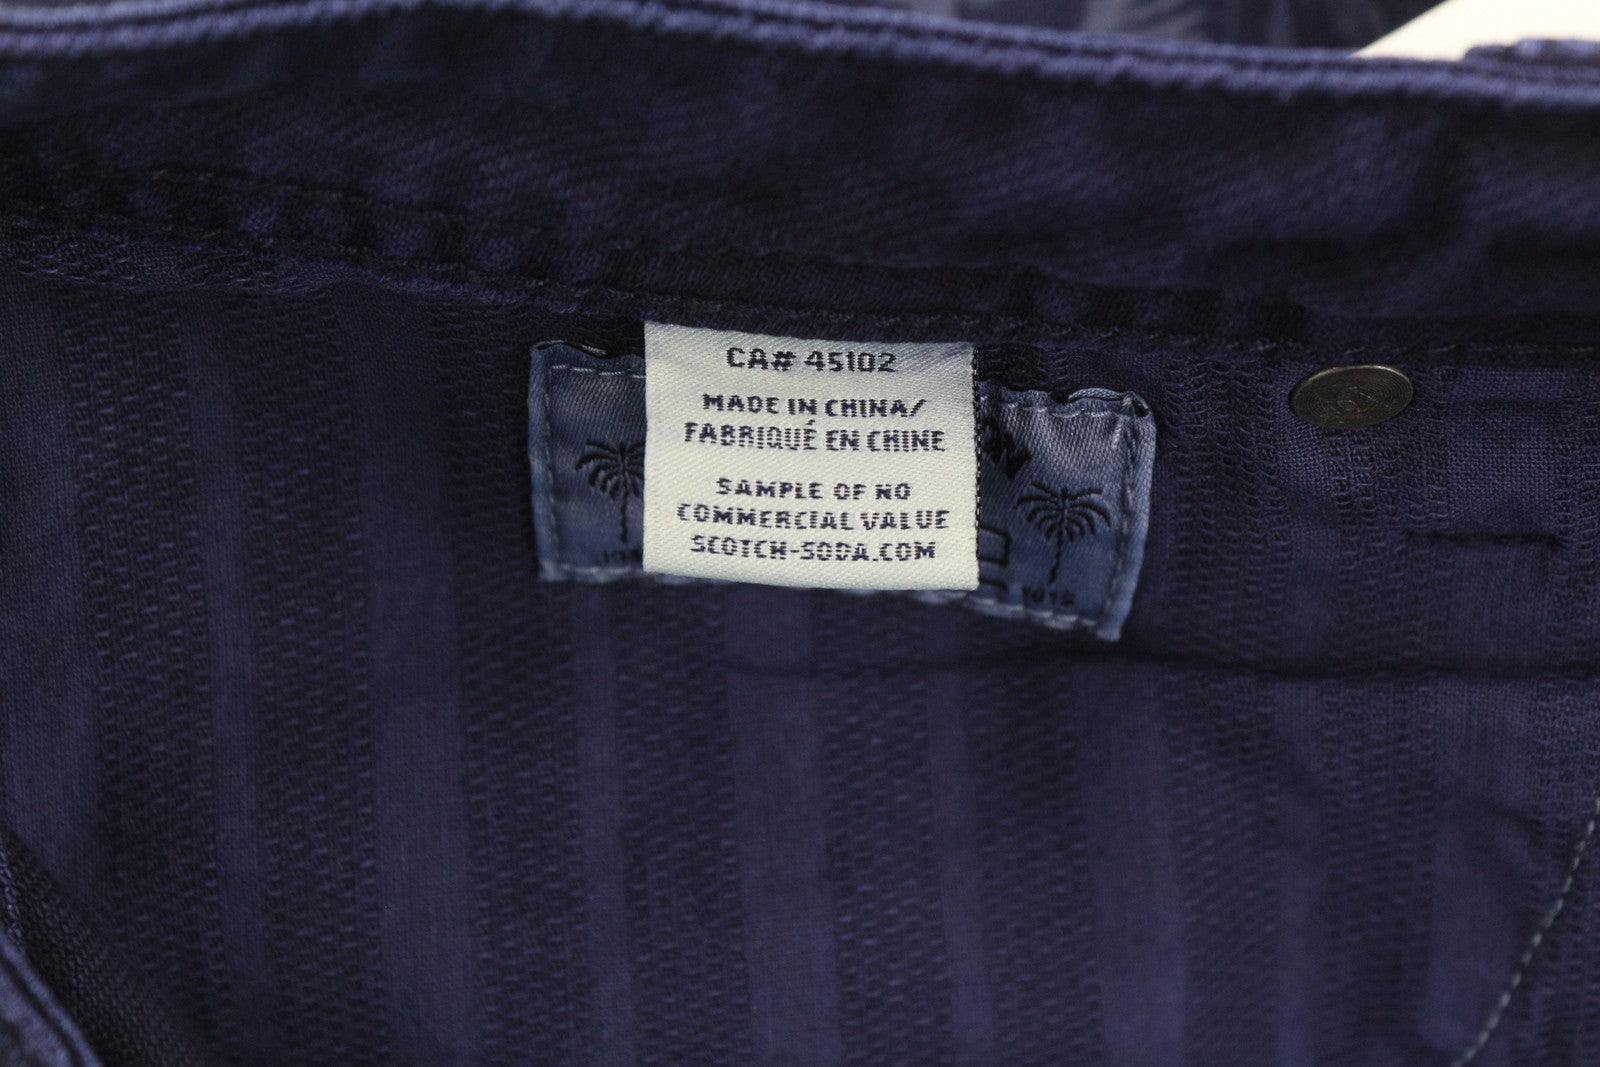 CA# 45102
MADE IN CHINA/
FABRIQUÉ EN CHINE
SAMPLE OF NO
COMMERCIAL VALUE
SCOTCH-SODA.COM